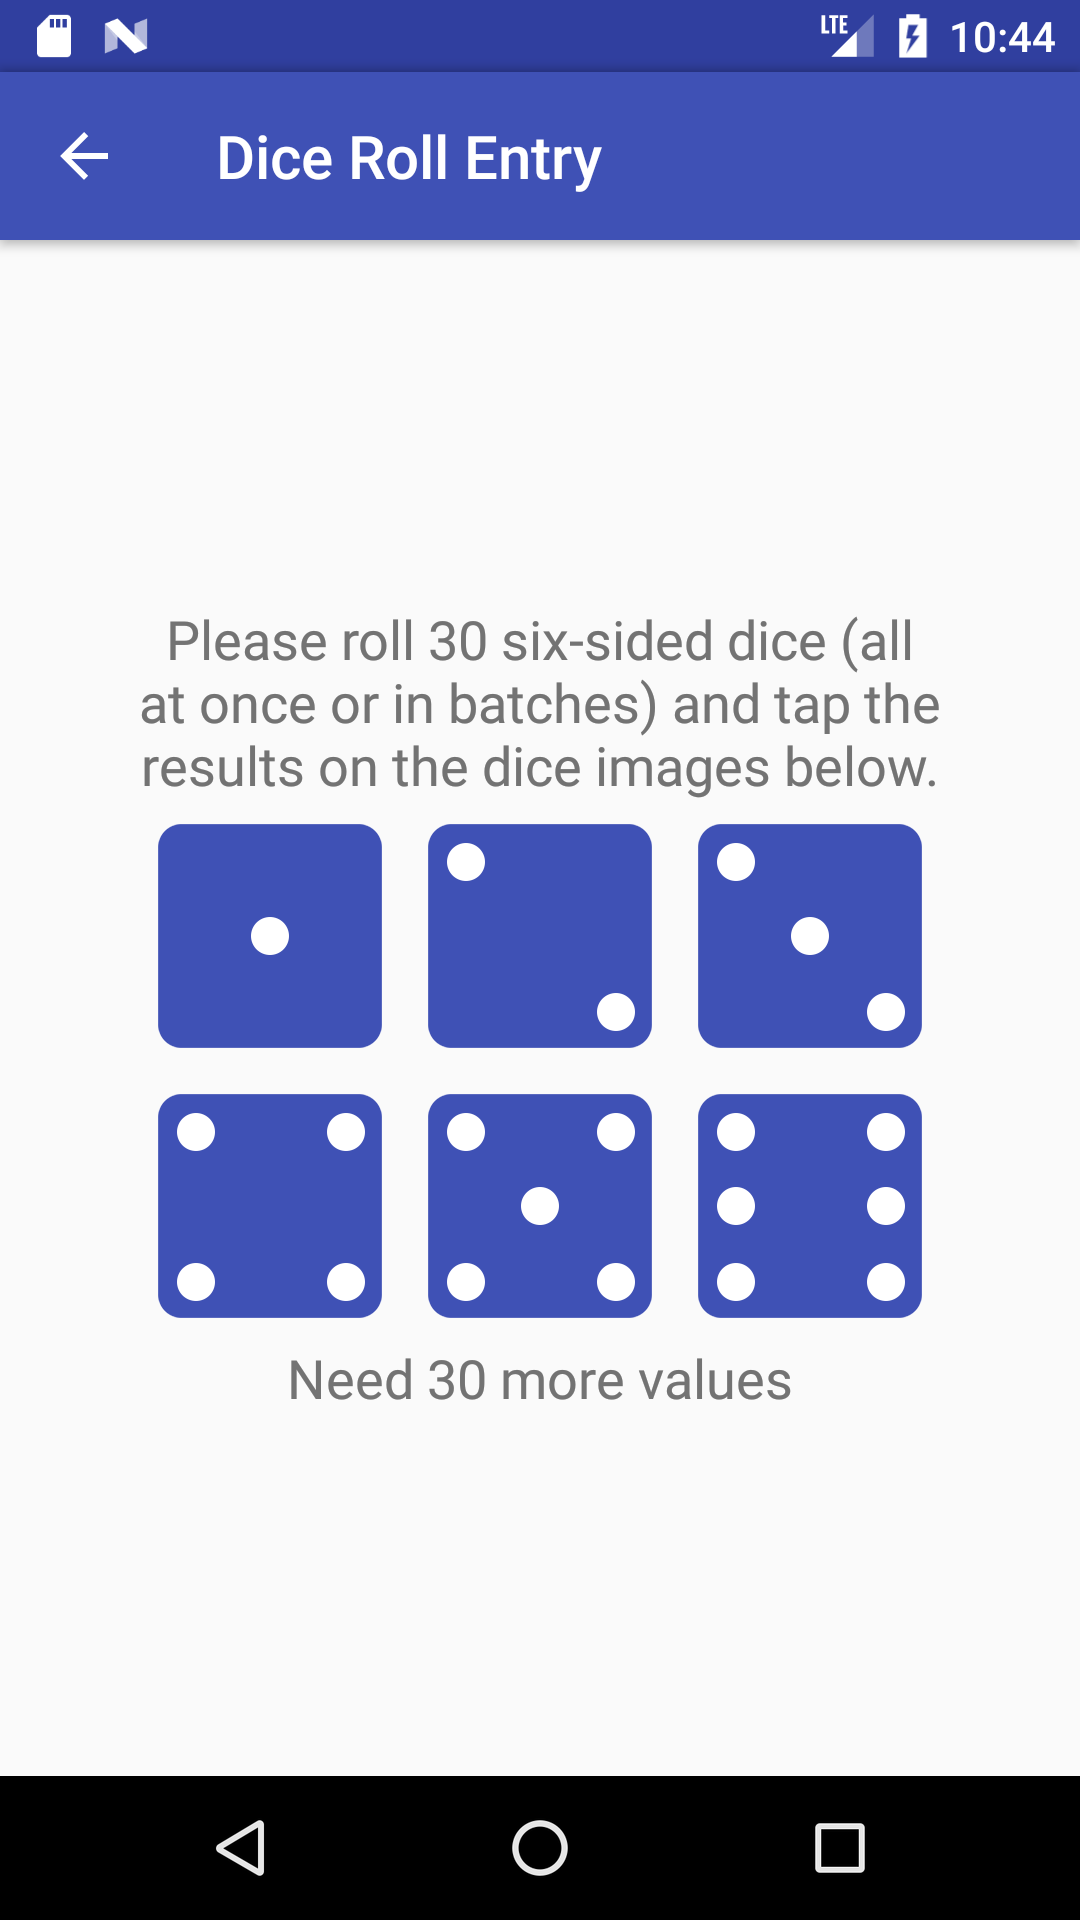 LTE 10:44
Dice Roll Entry
Please roll 30 six-sided dice (all
at once or in batches) and tap the
results on the dice images below.
Need 30 more values